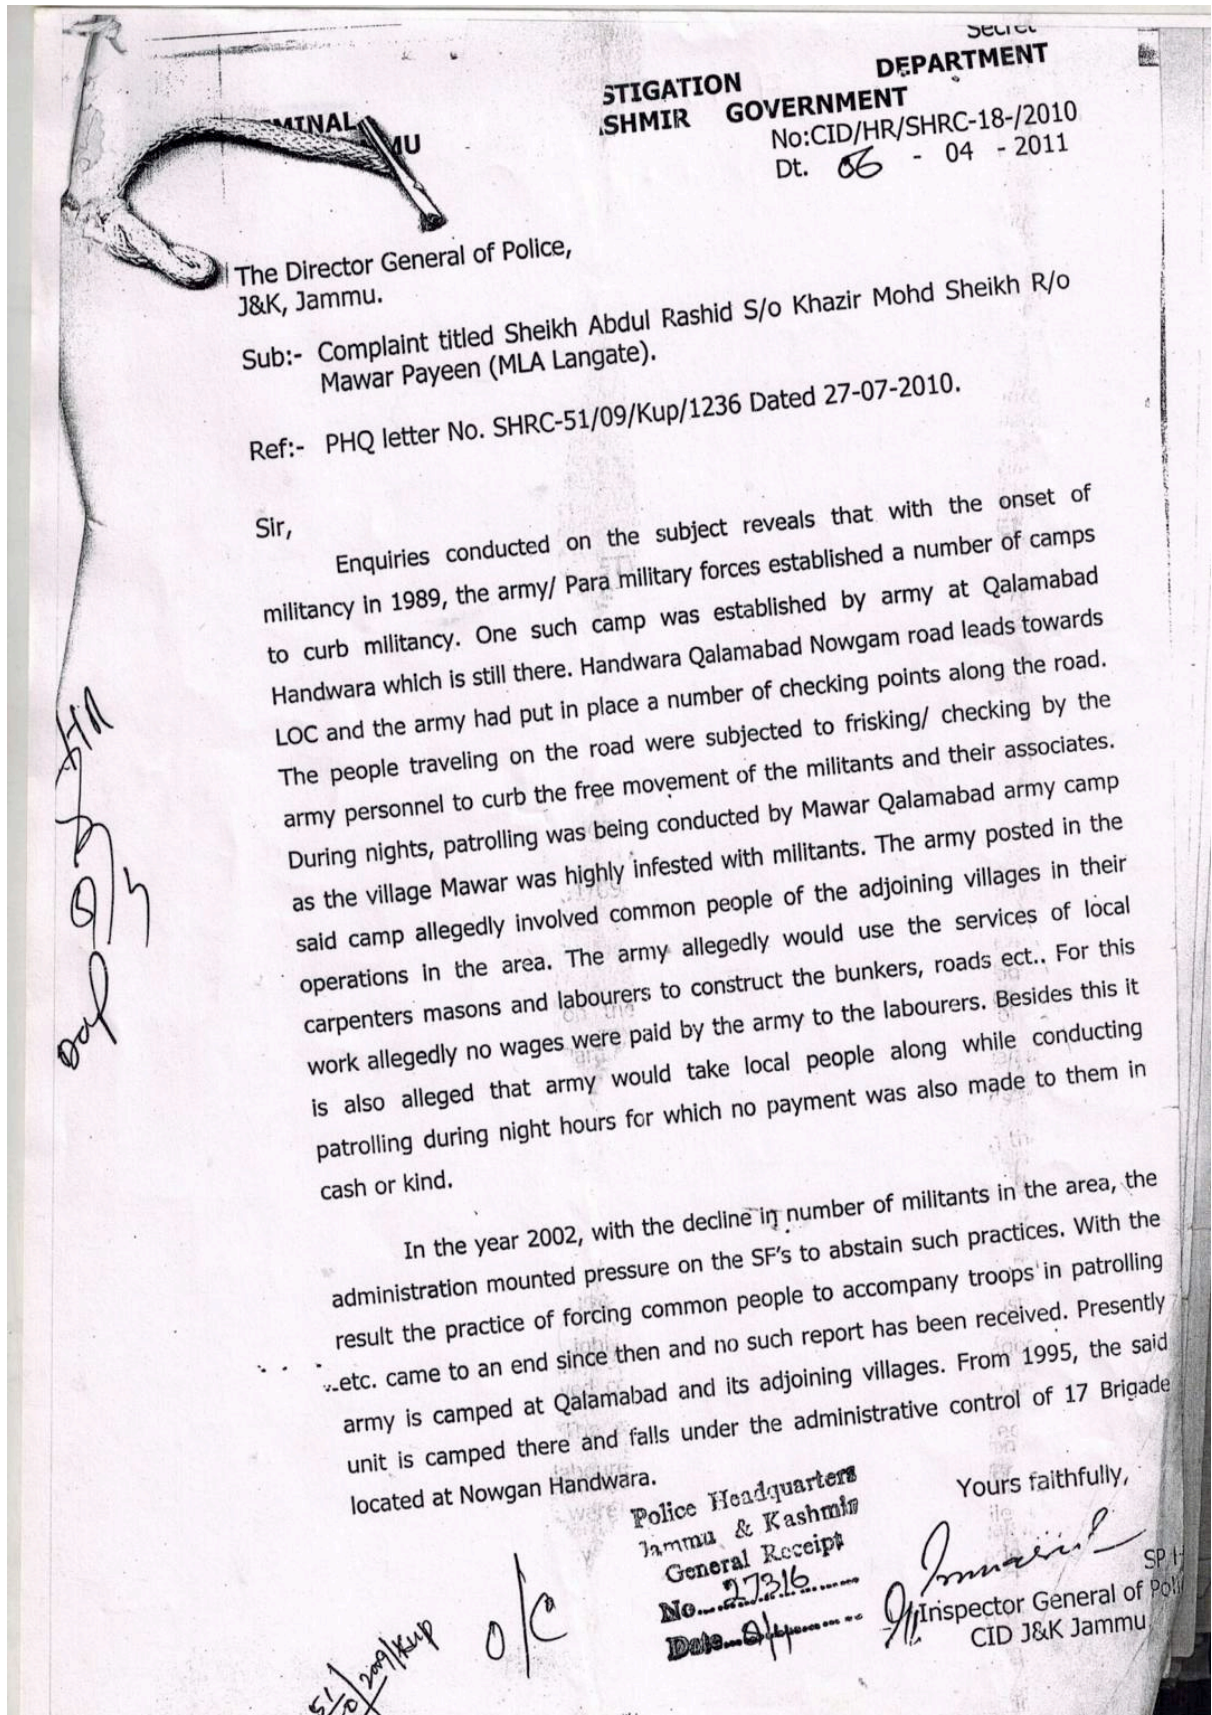 Secret
STIGATION DEPARTMENT
MINAL SHMIR GOVERNMENT
MU
No:CID/HR/SHRC-18-/2010
Dt. 06 - 04 - 2011
The Director General of Police,
J&K, Jammu.
Sub:- Complaint titled Sheikh Abdul Rashid S/o Khazir Mohd Sheikh R/o
Mawar Payeen (MLA Langate).
Ref:- PHQ letter No. SHRC-51/09/Kup/1236 Dated 27-07-2010.
Sir,
Enquiries conducted on the subject reveals that with the onset of
militancy in 1989, the army/ Para military forces established a number of camps
to curb militancy. One such camp was established by army at Qalamabad
Handwara which is still there. Handwara Qalamabad Nowgam road leads towards
LOC and the army had put in place a number of checking points along the road.
The people traveling on the road were subjected to frisking/ checking by the
army personnel to curb the free movement of the militants and their associates.
During nights, patrolling was being conducted by Mawar Qalamabad army camp
as the village Mawar was highly infested with militants. The army posted in the
said camp allegedly involved common people of the adjoining villages in their
operations in the area. The army allegedly would use the services of local
carpenters masons and labourers to construct the bunkers, roads ect.. For this
work allegedly no wages were paid by the army to the labourers. Besides this it
is also alleged that army would take local people along while conducting
patrolling during night hours for which no payment was also made to them in
cash or kind.
In the year 2002, with the decline in number of militants in the area, the
administration mounted pressure on the SF's to abstain such practices. With the
result the practice of forcing common people to accompany troops in patrolling
etc. came to an end since then and no such report has been received. Presently
army is camped at Qalamabad and its adjoining villages. From 1995, the said
unit is camped there and falls under the administrative control of 17 Brigade
located at Nowgan Handwara.
Yours faithfully,
Police Headquarters
Jammu & Kashmir
General Receipt
No....27316
Date
SP
Inspector General of Poli
CID J&K Jammu
O/C
2009/Kup